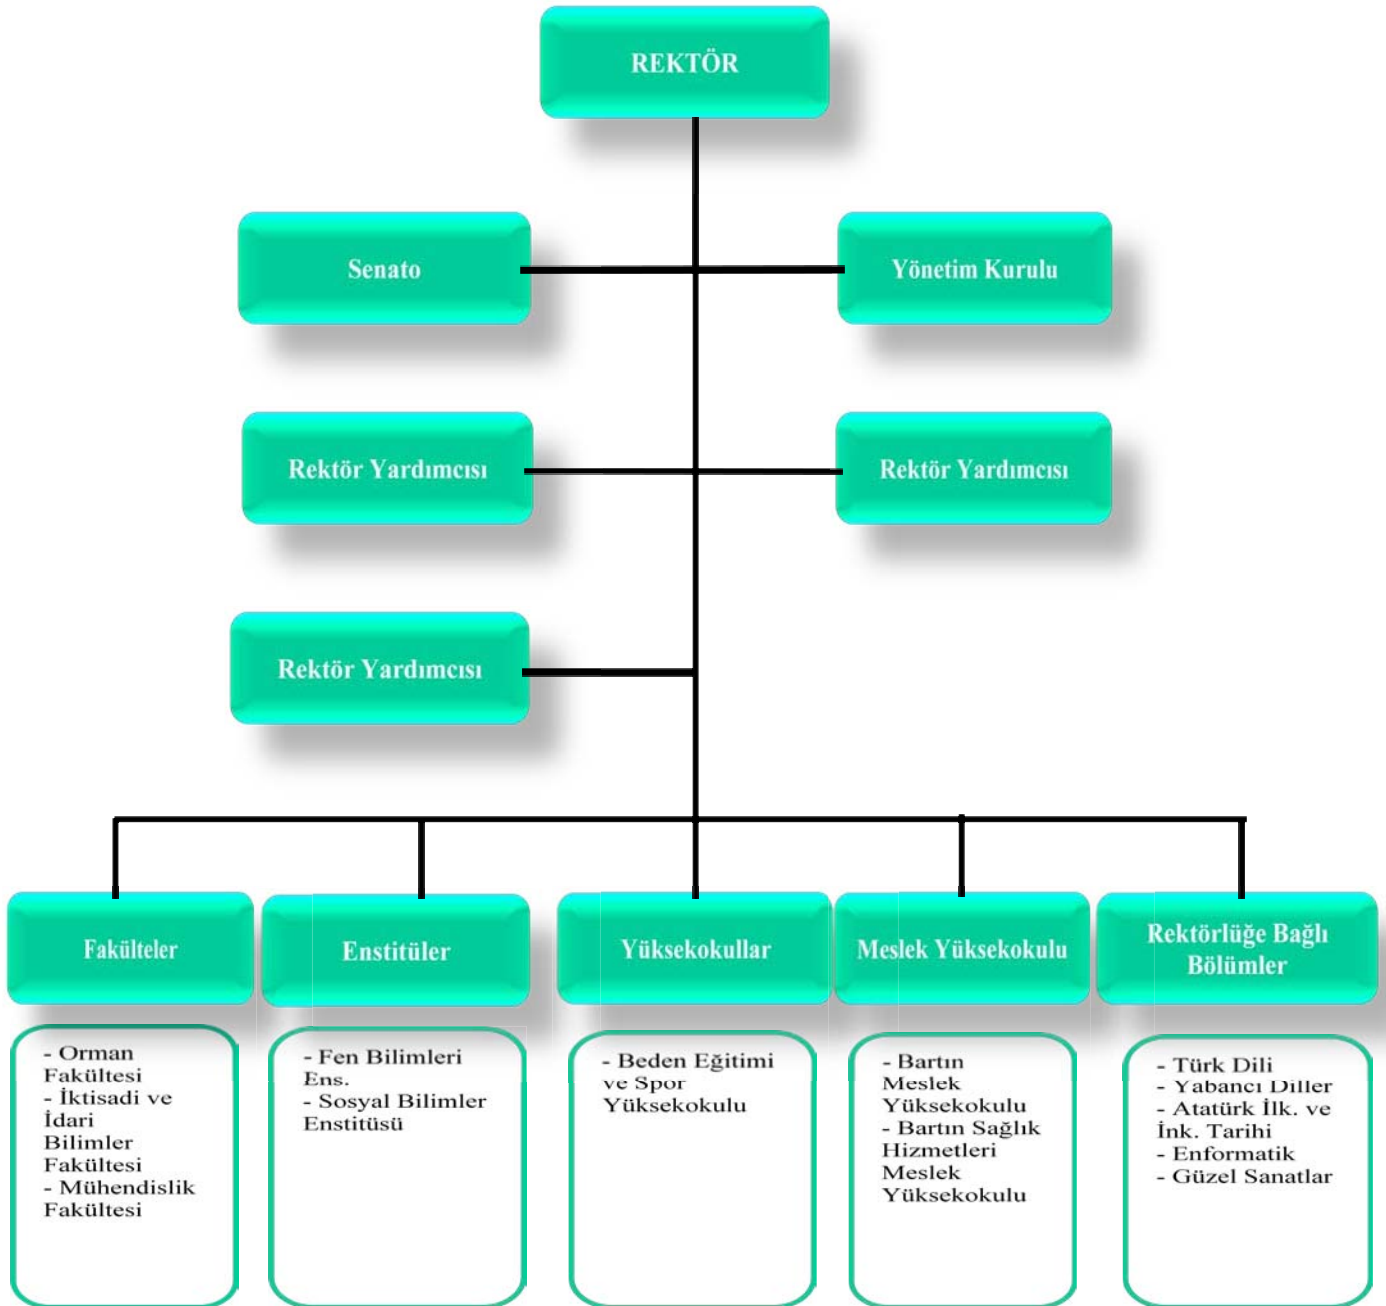 REKTÖR
Senato
Yönetim Kurulu
Rektör Yardımcısı
Rektör Yardımcısı
Rektör Yardımcısı
Fakülteler
Enstitüler
Yüksekokullar
Meslek Yüksekokulu
Rektörlüğe Bağlı
Bölümler
- Orman
Fakültesi
- İktisadi ve
İdari
Bilimler
Fakültesi
- Mühendislik
Fakültesi
- Fen Bilimleri
Ens.
- Sosyal Bilimler
Enstitüsü
- Beden Eğitimi
ve Spor
Yüksekokulu
- Bartın
Meslek
Yüksekokulu
- Bartın Sağlık
Hizmetleri
Meslek
Yüksekokulu
- Türk Dili
- Yabancı Diller
- Atatürk İlk. ve
İnk. Tarihi
- Enformatik
- Güzel Sanatlar